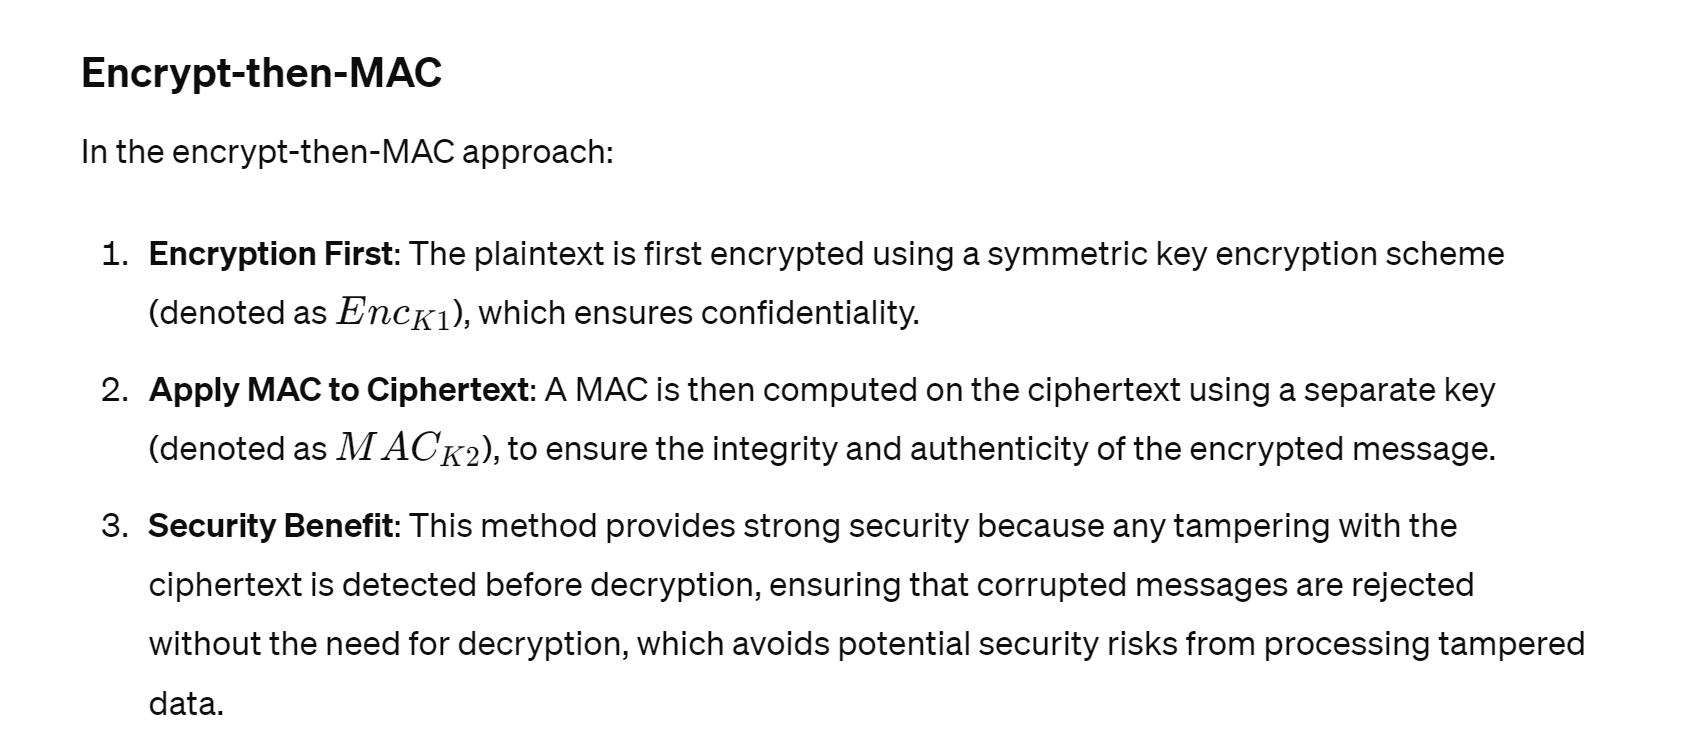 Encrypt-then-MAC
In the encrypt-then-MAC approach:
1. Encryption First: The plaintext is first encrypted using a symmetric key encryption scheme
(denoted as Enc_{K1}), which ensures confidentiality.
2. Apply MAC to Ciphertext: A MAC is then computed on the ciphertext using a separate key
(denoted as MAC_{K2}), to ensure the integrity and authenticity of the encrypted message.
3. Security Benefit: This method provides strong security because any tampering with the
ciphertext is detected before decryption, ensuring that corrupted messages are rejected
without the need for decryption, which avoids potential security risks from processing tampered
data.